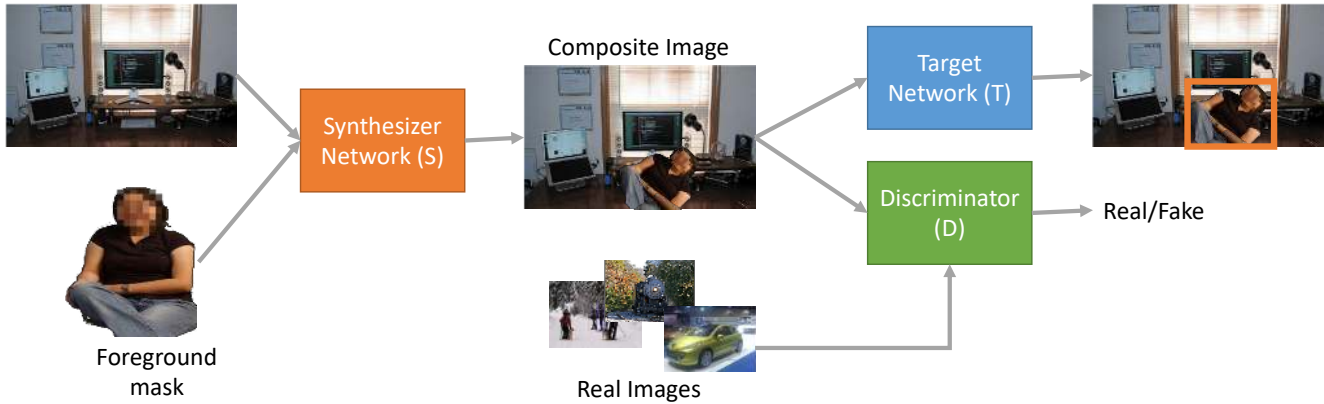 Composite Image
Synthesizer
Network (S)
Target
Network (T)
Discriminator
(D)
Real/Fake
Foreground
mask
Real Images